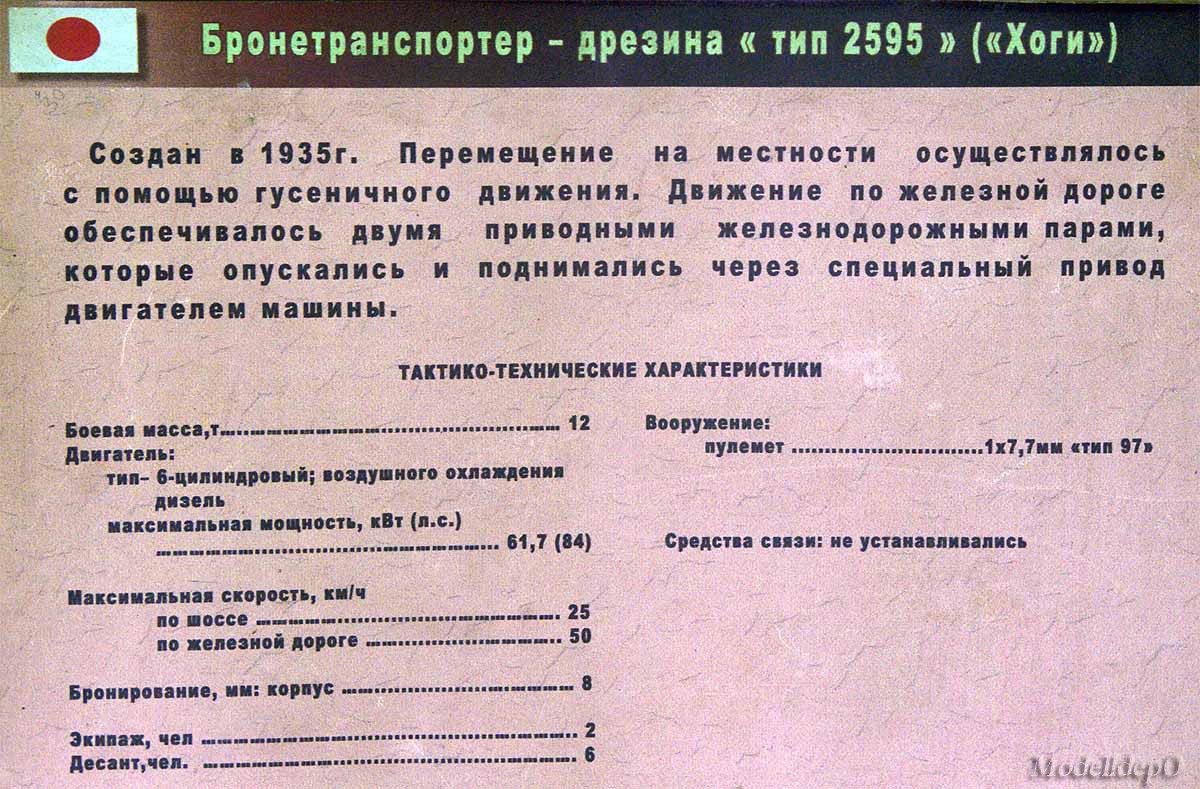 Бронетранспортер – дрезина « тип 2595 » («Хоги»)
Создан в 1935г. Перемещение на местности осуществлялось
с помощью гусеничного движения. Движение по железной дороге
обеспечивалось двумя приводными железнодорожными парами,
которые опускались и поднимались через специальный привод
двигателем машины.
ТАКТИКО-ТЕХНИЧЕСКИЕ ХАРАКТЕРИСТИКИ
Боевая масса,т........................................ 12
Двигатель:
тип– 6-цилиндровый; воздушного охлаждения
дизель
максимальная мощность, кВт (л.с.)
........................................ 61,7 (84)
Максимальная скорость, км/ч
по шоссе ........................................ 25
по железной дороге ........................ 50
Бронирование, мм: корпус ........................ 8
Экипаж, чел ........................................ 2
Десант,чел. ........................................ 6
Вооружение:
пулемет ............................1х7,7мм «тип 97»
Средства связи: не устанавливались
ModelldepO